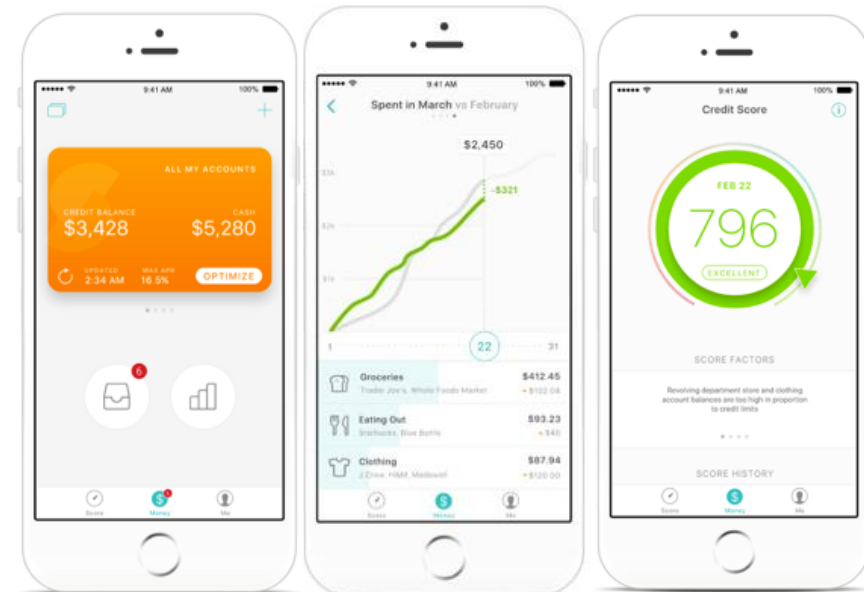 9:41 AM 100%
ALL MY ACCOUNTS
CREDIT BALANCE CASH
$3,428 $5,280
UPDATED MAX APR
2:34 AM 16.5% OPTIMIZE
6
Score Money Me
9:41 AM 100%
Spent in March vs February
$2,450
$3k
-$321
$2k
$1k
1 22 31
Groceries $412.45
Trader Joe's, Whole Foods Market $102.04
Eating Out $93.23
Starbucks, Blue Bottle $40
Clothing $87.94
J.Crew, H&M, Madewell $120.00
Score Money Me
9:41 AM 100%
Credit Score
FEB 22
796
EXCELLENT
SCORE FACTORS
Revolving department store and clothing
account balances are too high in proportion
to credit limits
SCORE HISTORY
Score Money Me